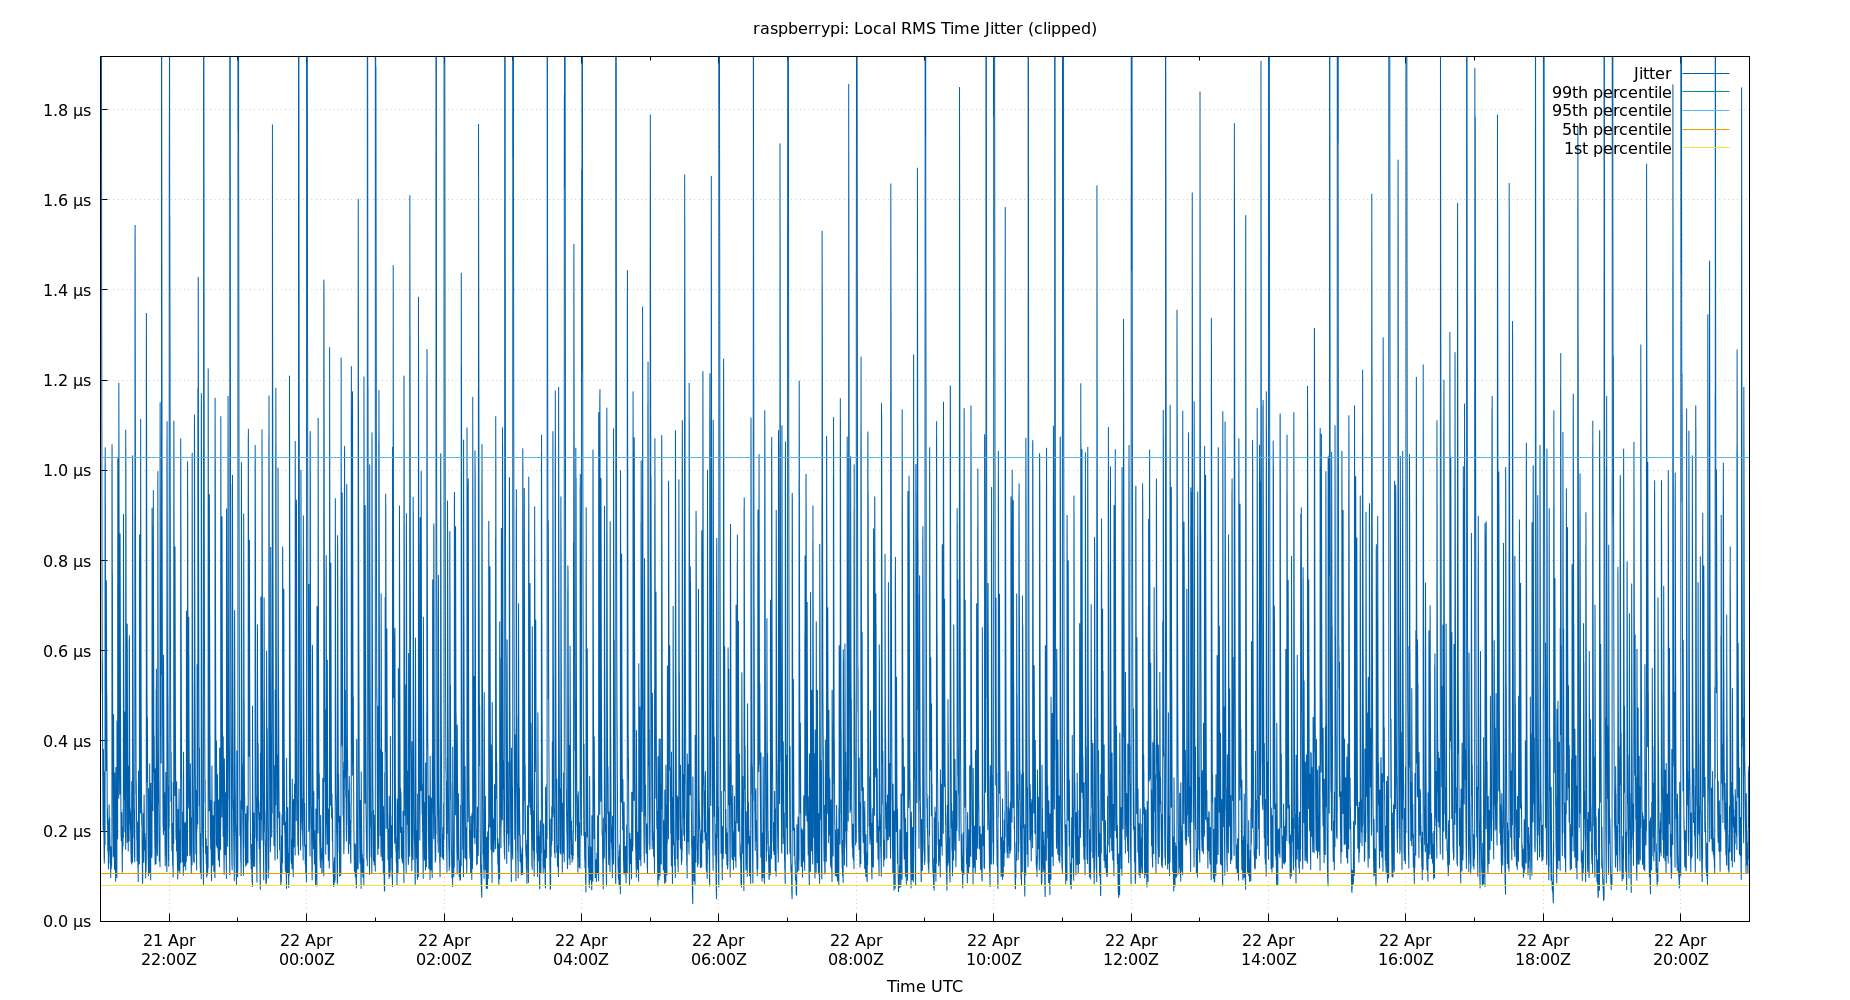 raspberrypi: Local RMS Time Jitter (clipped)
Jitter
99th percentile
95th percentile
5th percentile
1st percentile
1.8 µs
1.6 µs
1.4 µs
1.2 µs
1.0 µs
0.8 µs
0.6 µs
0.4 µs
0.2 µs
0.0 µs
21 Apr 22 Apr 22 Apr 22 Apr 22 Apr 22 Apr 22 Apr 22 Apr 22 Apr 22 Apr 22 Apr 22 Apr
22:00Z 00:00Z 02:00Z 04:00Z 06:00Z 08:00Z 10:00Z 12:00Z 14:00Z 16:00Z 18:00Z 20:00Z
Time UTC